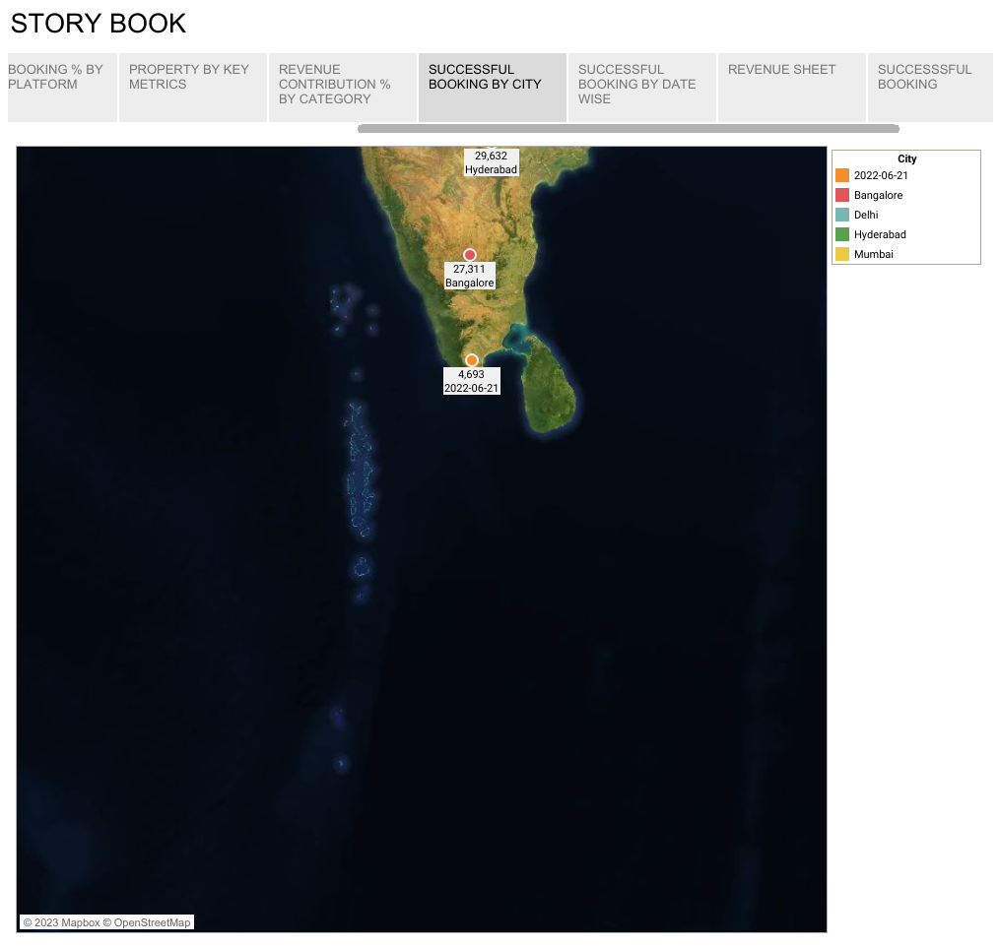 STORY BOOK
BOOKING % BY
PLATFORM
PROPERTY BY KEY
METRICS
REVENUE
CONTRIBUTION %
BY CATEGORY
SUCCESSFUL
BOOKING BY CITY
SUCCESSFUL
BOOKING BY DATE
WISE
REVENUE SHEET
SUCCESSSFUL
BOOKING
29,632
Hyderabad
27,311
Bangalore
4,693
2022-06-21
City
2022-06-21
Bangalore
Delhi
Hyderabad
Mumbai
© 2023 Mapbox © OpenStreetMap